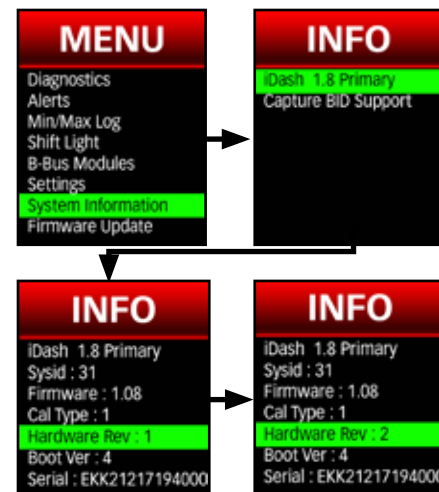 MENU
Diagnostics
Alerts
Min/Max Log
Shift Light
B-Bus Modules
Settings
System Information
Firmware Update
INFO
iDash 1.8 Primary
Capture BID Support
INFO
iDash 1.8 Primary
Sysid : 31
Firmware : 1.08
Cal Type : 1
Hardware Rev : 1
Boot Ver : 4
Serial : EKK21217194000
INFO
iDash 1.8 Primary
Sysid : 31
Firmware : 1.08
Cal Type : 1
Hardware Rev : 2
Boot Ver : 4
Serial : EKK21217194000